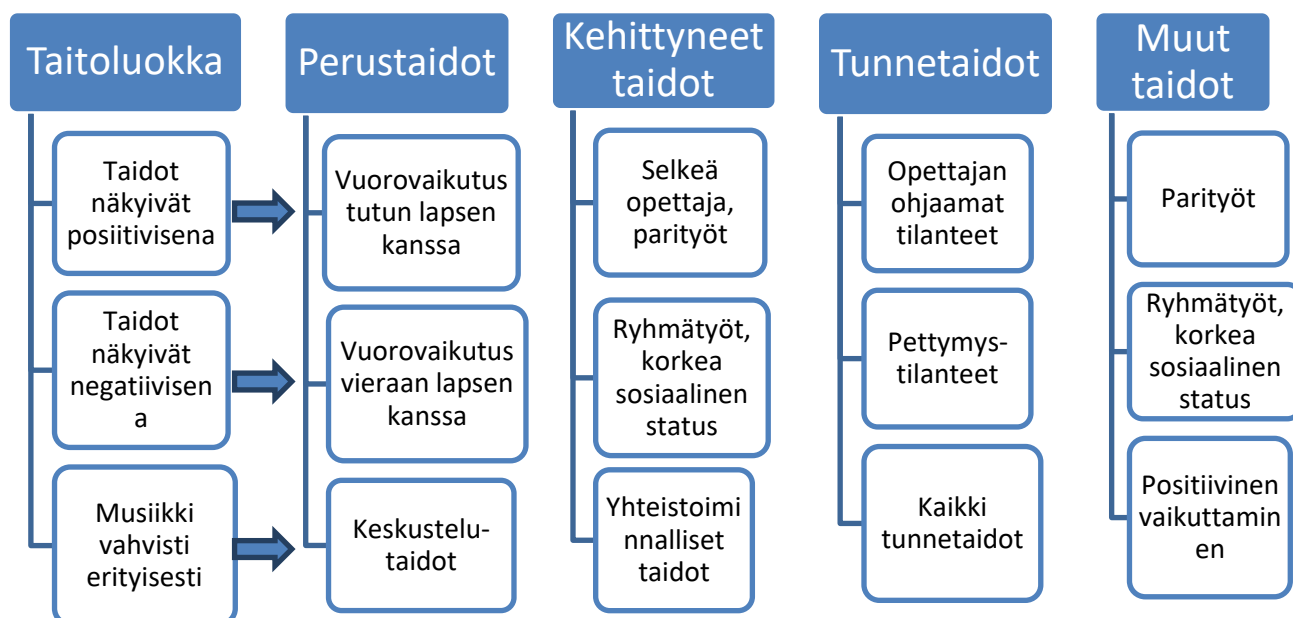 Taitoluokka
Taidot
näkyivät
posiitivisena
Taidot
näkyivät
negatiivisen
a
Musiikki
vahvisti
erityisesti
Perustaidot
Vuorovaikutus
tutun lapsen
kanssa
Vuorovaikutus
vieraan lapsen
kanssa
Keskustelu-
taidot
Kehittyneet
taidot
Selkeä
opettaja,
parityöt
Ryhmätyöt,
korkea
sosiaalinen
status
Yhteistoimi
nnalliset
taidot
Tunnetaidot
Opettajan
ohjaamat
tilanteet
Pettymys-
tilanteet
Kaikki
tunnetaidot
Muut
taidot
Parityöt
Ryhmätyöt,
korkea
sosiaalinen
status
Positiivinen
vaikuttamin
en